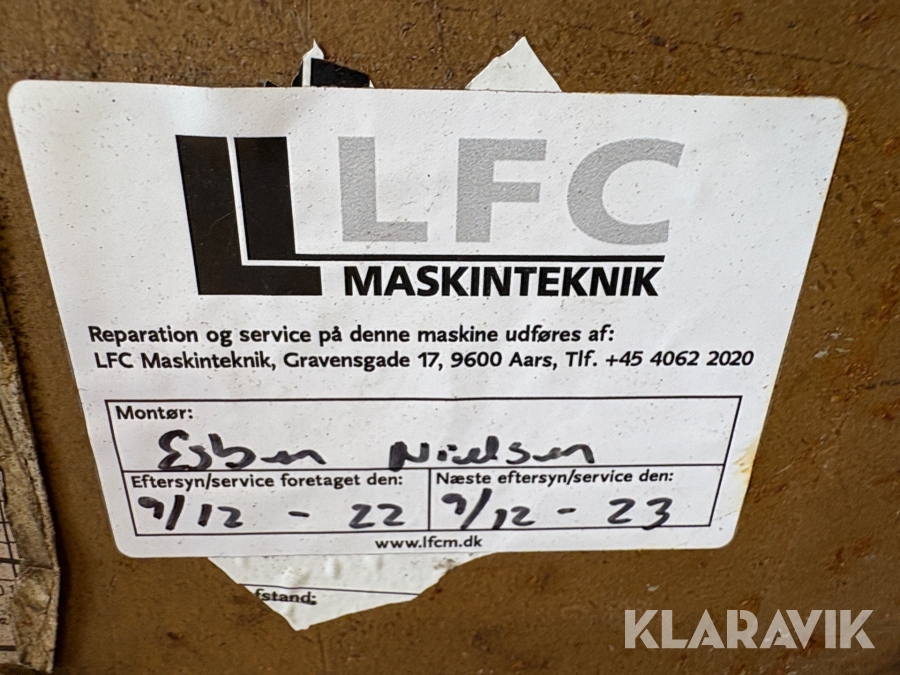 LFC
MASKINTEKNIK
Reparation og service på denne maskine udføres af:
LFC Maskinteknik, Gravensgade 17, 9600 Aars, Tlf. +45 4062 2020
Montør:
Esben Nielsen
Eftersyn/service foretaget den: Næste eftersyn/service den:
9/12 - 22 9/12 - 23
www.lfcm.dk
fstand:
KLARAVIK